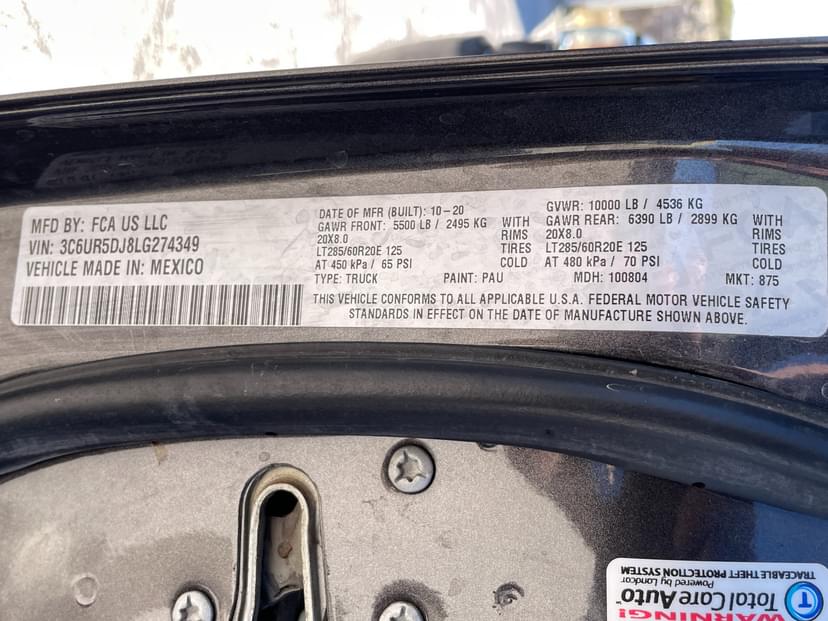 MFD BY: FCA US LLC
VIN: 3C6UR5DJ8LG274349
VEHICLE MADE IN: MEXICO
DATE OF MFR (BUILT): 10-20
GAWR FRONT: 5500 LB / 2495 KG WITH
20X8.0 RIMS
LT285/60R20E 125 TIRES
AT 450 kPa / 65 PSI COLD
GVWR: 10000 LB / 4536 KG
GAWR REAR: 6390 LB / 2899 KG WITH
20X8.0 RIMS
LT285/60R20E 125 TIRES
AT 480 kPa / 70 PSI COLD
TYPE: TRUCK PAINT: PAU MDH: 100804 MKT: 875
THIS VEHICLE CONFORMS TO ALL APPLICABLE U.S.A. FEDERAL MOTOR VEHICLE SAFETY
STANDARDS IN EFFECT ON THE DATE OF MANUFACTURE SHOWN ABOVE.
WARNING!
T Total Care Auto™
Powered by Landcar
TRACEABLE THEFT PROTECTION SYSTEM